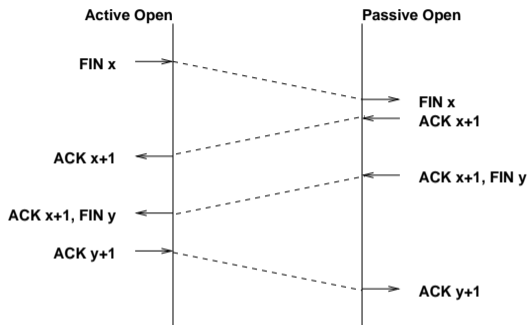 Active Open
Passive Open
FIN x
FIN x
ACK x+1
ACK x+1
ACK x+1, FIN y
ACK x+1, FIN y
ACK y+1
ACK y+1